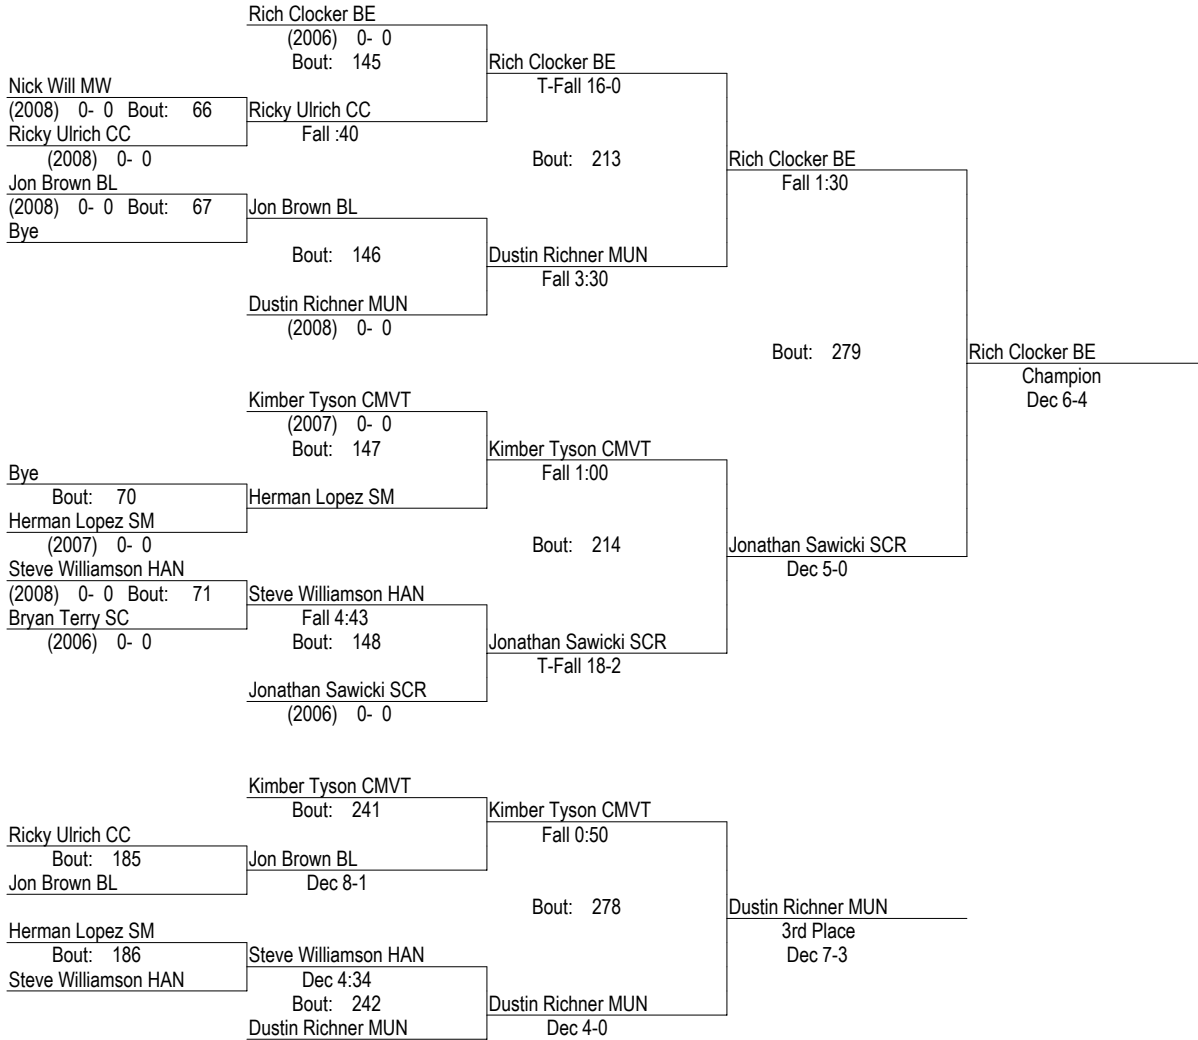 Rich Clocker BE
(2006) 0- 0
Bout: 145
Rich Clocker BE
T-Fall 16-0
Nick Will MW
(2008) 0- 0 Bout: 66
Ricky Ulrich CC
Ricky Ulrich CC
Fall :40
(2008) 0- 0
Bout: 213
Rich Clocker BE
Fall 1:30
Jon Brown BL
(2008) 0- 0 Bout: 67
Jon Brown BL
Bye
Bout: 146
Dustin Richner MUN
Fall 3:30
Dustin Richner MUN
(2008) 0- 0
Bout: 279
Rich Clocker BE
Champion
Dec 6-4
Kimber Tyson CMVT
(2007) 0- 0
Bout: 147
Kimber Tyson CMVT
Fall 1:00
Bye
Bout: 70
Herman Lopez SM
Herman Lopez SM
(2007) 0- 0
Bout: 214
Jonathan Sawicki SCR
Dec 5-0
Steve Williamson HAN
(2008) 0- 0 Bout: 71
Steve Williamson HAN
Bryan Terry SC
Fall 4:43
(2006) 0- 0
Bout: 148
Jonathan Sawicki SCR
T-Fall 18-2
Jonathan Sawicki SCR
(2006) 0- 0
Kimber Tyson CMVT
Bout: 241
Kimber Tyson CMVT
Fall 0:50
Ricky Ulrich CC
Bout: 185
Jon Brown BL
Jon Brown BL
Dec 8-1
Bout: 278
Dustin Richner MUN
3rd Place
Dec 7-3
Herman Lopez SM
Bout: 186
Steve Williamson HAN
Steve Williamson HAN
Dec 4:34
Bout: 242
Dustin Richner MUN
Dec 4-0
Dustin Richner MUN